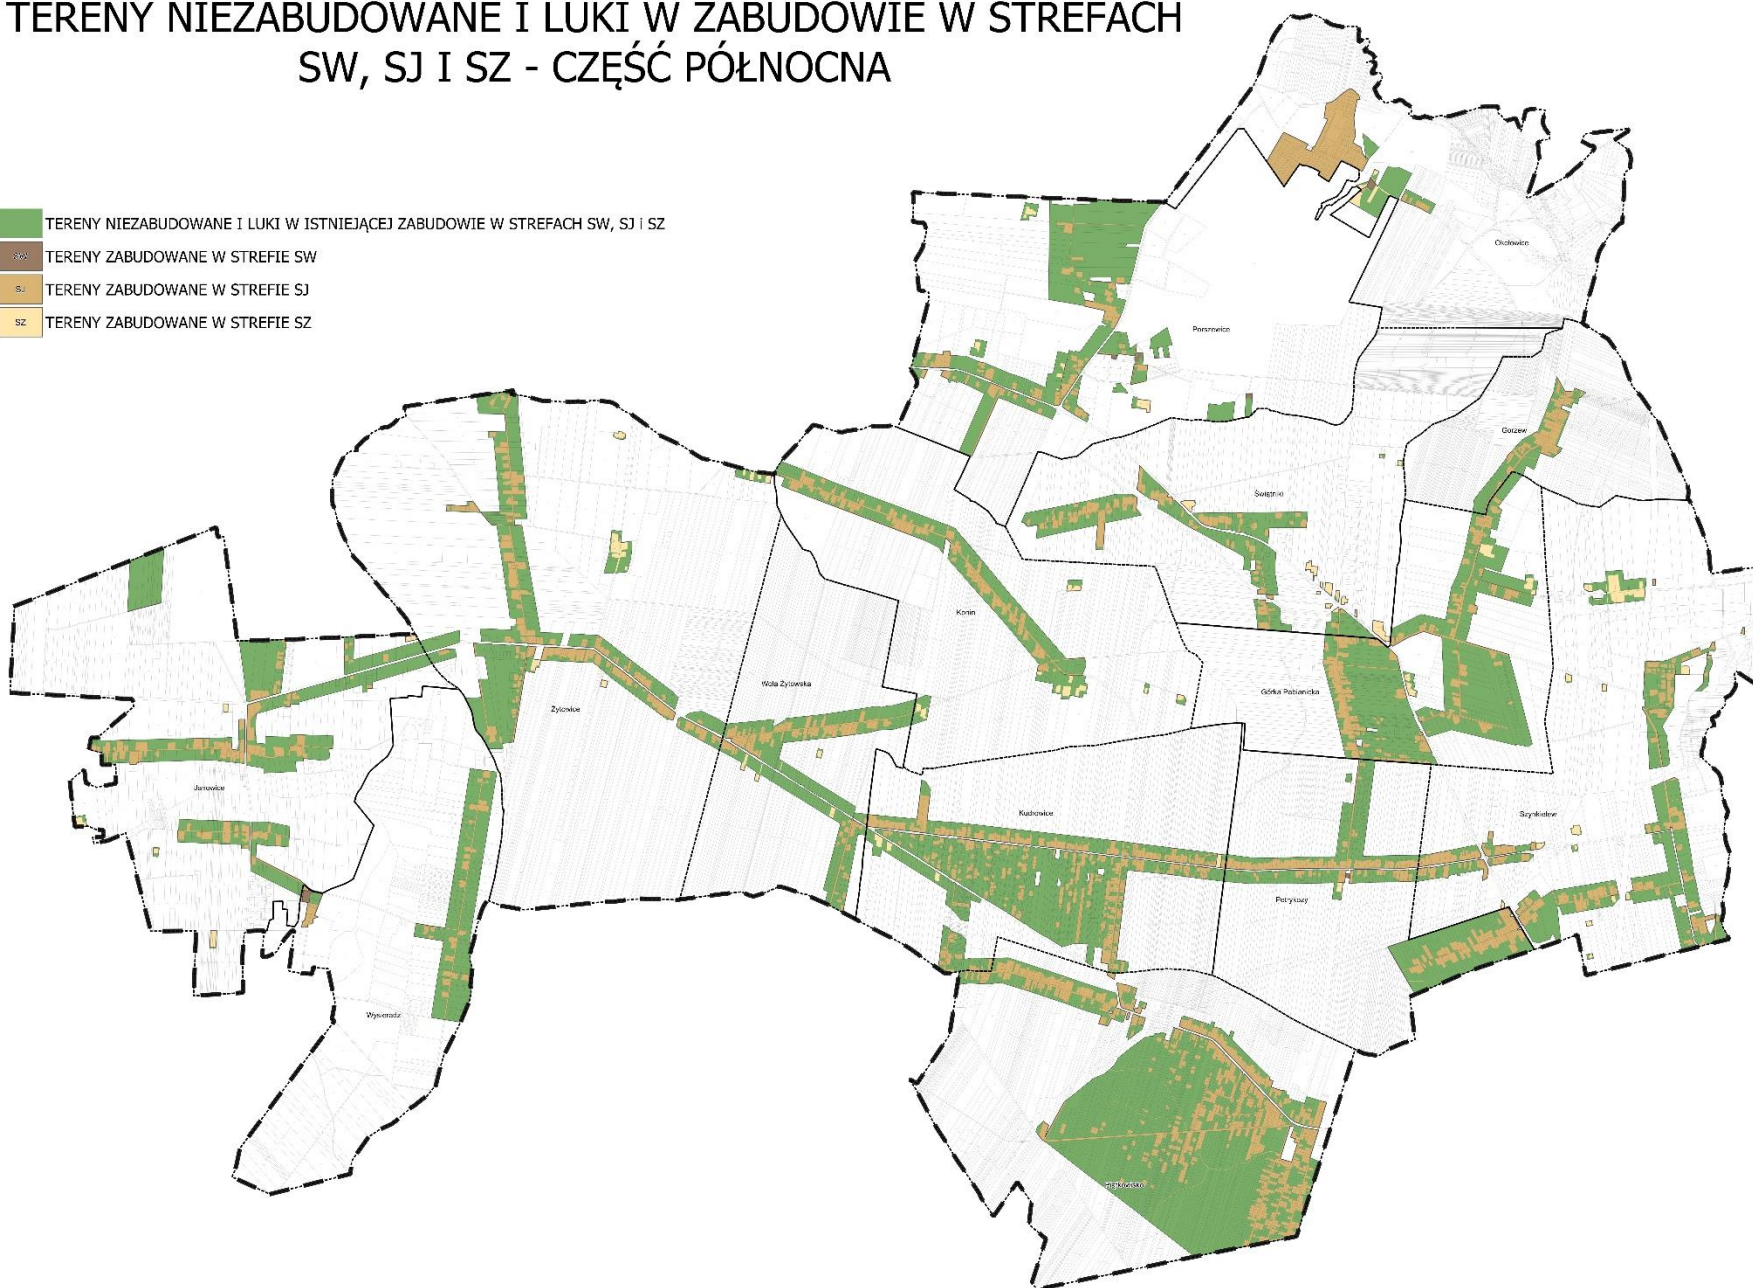 TERENY NIEZABUDOWANE I LUKI W ZABUDOWIE W STREFACH
SW, SJ I SZ - CZĘŚĆ PÓŁNOCNA
TERENY NIEZABUDOWANE I LUKI W ISTNIEJĄCEJ ZABUDOWIE W STREFACH SW, SJ i SZ
SW TERENY ZABUDOWANE W STREFIE SW
SJ TERENY ZABUDOWANE W STREFIE SJ
SZ TERENY ZABUDOWANE W STREFIE SZ
Okołowice
Porszewice
Gorzew
Świątniki
Konin
Wola Żytowska
Górka Pabianicka
Żytowice
Janowice
Kudrowice
Szynkielew
Petrykozy
Wysieradz
Piątkowisko